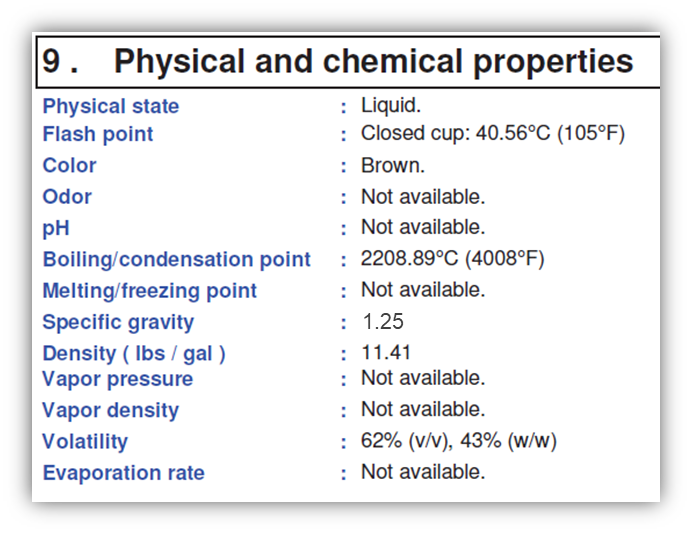 9 . Physical and chemical properties
Physical state : Liquid.
Flash point : Closed cup: 40.56°C (105°F)
Color : Brown.
Odor : Not available.
pH : Not available.
Boiling/condensation point : 2208.89°C (4008°F)
Melting/freezing point : Not available.
Specific gravity : 1.25
Density ( lbs / gal ) : 11.41
Vapor pressure : Not available.
Vapor density : Not available.
Volatility : 62% (v/v), 43% (w/w)
Evaporation rate : Not available.